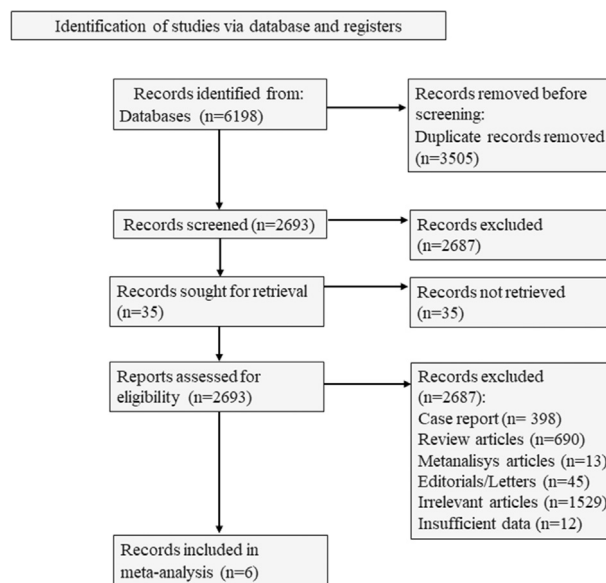 Identification of studies via database and registers
Records identified from:
Databases (n=6198)
Records removed before
screening:
Duplicate records removed
(n=3505)
Records screened (n=2693)
Records excluded
(n=2687)
Records sought for retrieval
(n=35)
Records not retrieved
(n=35)
Reports assessed for
eligibility (n=2693)
Records excluded
(n=2687):
Case report (n= 398)
Review articles (n=690)
Metanalisys articles (n=13)
Editorials/Letters (n=45)
Irrelevant articles (n=1529)
Insufficient data (n=12)
Records included in
meta-analysis (n=6)